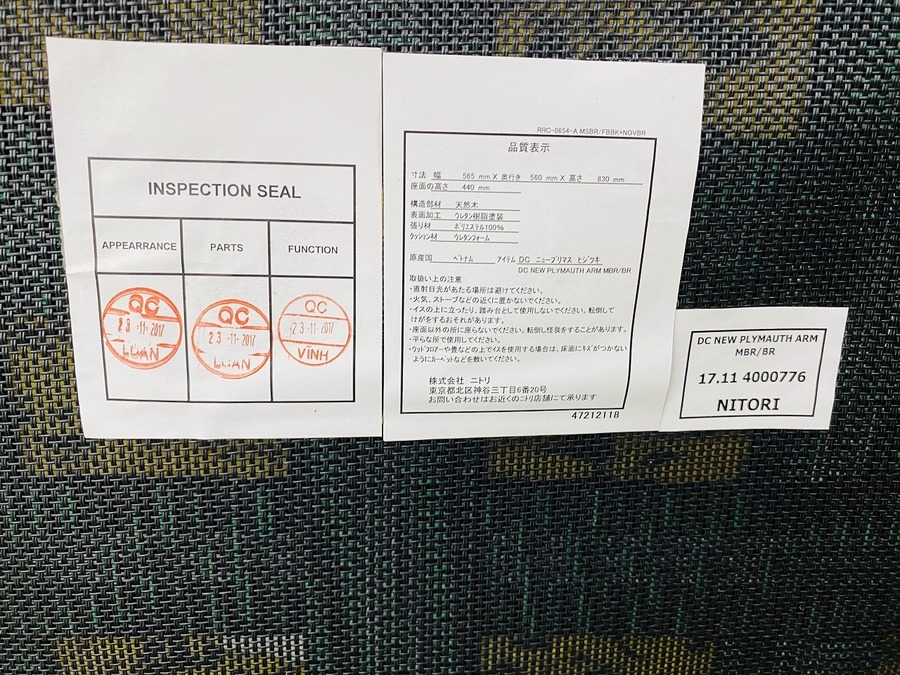 INSPECTION SEAL
APPEARRANCE PARTS FUNCTION
QC
23-11-2017
LUAN
QC
23-11-2017
LUAN
QC
23-11-2017
VĨNH
RRC-0654-A MSBR/FBBK+NOVBR
品質表示
寸法 幅 565 mm X 奥行き 560 mm X 高さ 830 mm
座面の高さ 440 mm
構造部材 天然木
表面加工 ウレタン樹脂塗装
張り材 ポリエステル100%
クッション材 ウレタンフォーム
原産国 ベトナム アイテム DC ニュープリマス ヒジツキ
DC NEW PLYMAUTH ARM MBR/BR
取扱い上の注意
・直射日光があたる場所は避けてください。
・火気、ストーブなどの近くに置かないでください。
・イスの上に立ったり、踏み台として使用しないでください。転倒して
けがをするおそれがあります。
・座面以外の所に座らないでください。転倒し怪我をすることがあります。
・平らな所で使用してください。
・ウッドフロアーや畳などの上でイスを使用する場合は、床面にキズがつかない
ようにカーペットなどを敷いてください。
株式会社 ニトリ
東京都北区神谷三丁目6番20号
お問い合わせはお近くのニトリ店舗にて承ります
47212118
DC NEW PLYMAUTH ARM
MBR/BR
17.11 4000776
NITORI